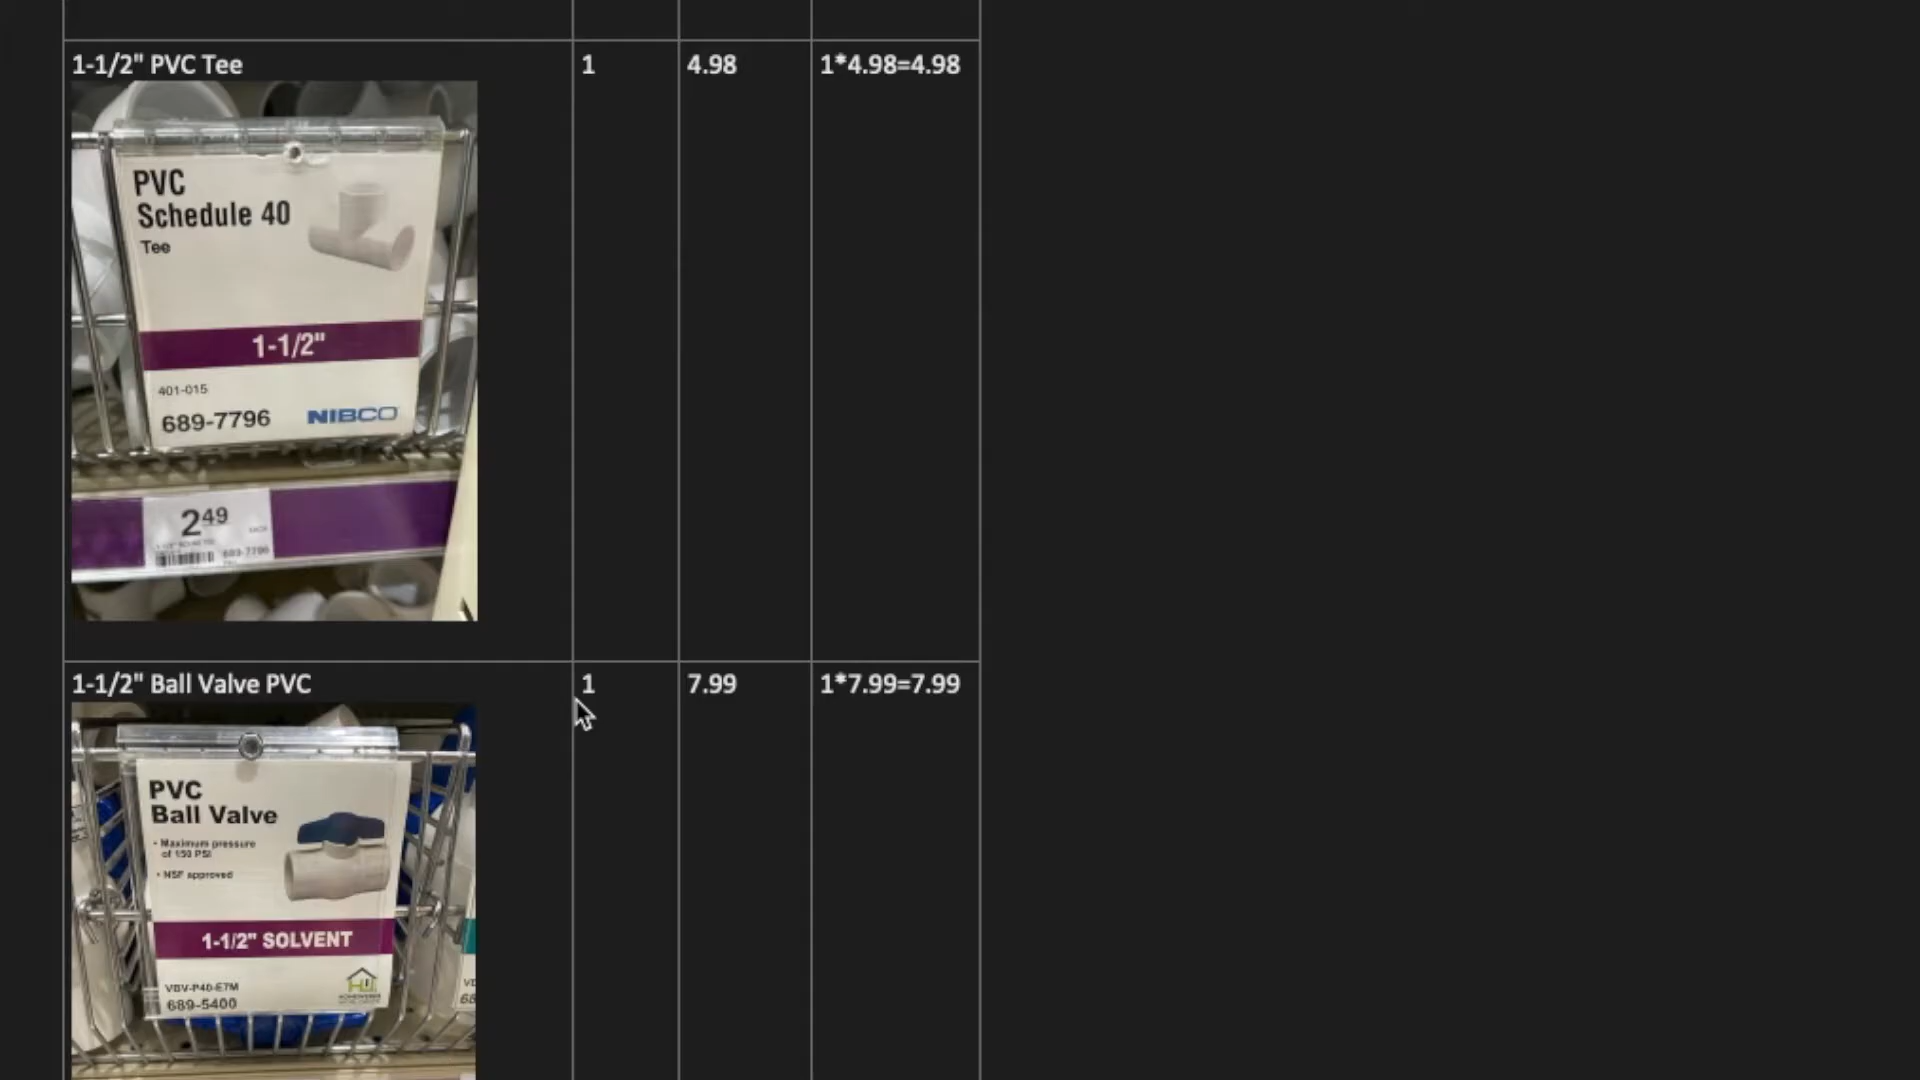 1-1/2" PVC Tee
1
4.98
1*4.98=4.98
PVC
Schedule 40
Tee
1-1/2"
401-015
689-7796
NIBCO
2 49
EACH
689-7796
1-1/2" Ball Valve PVC
1
7.99
1*7.99=7.99
PVC
Ball Valve
• Maximum pressure
of 150 PSI
• NSF approved
1-1/2" SOLVENT
VBV-P40-E7M
689-5400